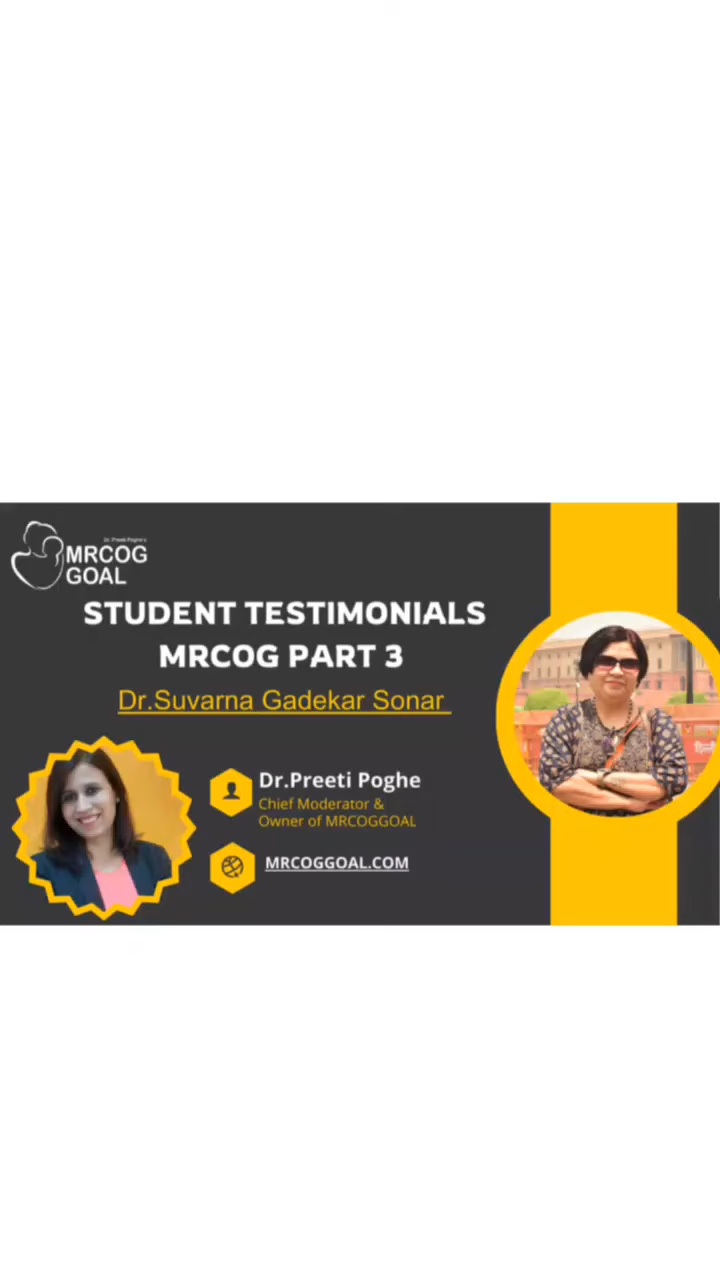 Dr. Preeti Poghe's
MRCOG
GOAL
STUDENT TESTIMONIALS
MRCOG PART 3
Dr.Suvarna Gadekar Sonar
Dr.Preeti Poghe
Chief Moderator &
Owner of MRCOGGOAL
MRCOGGOAL.COM